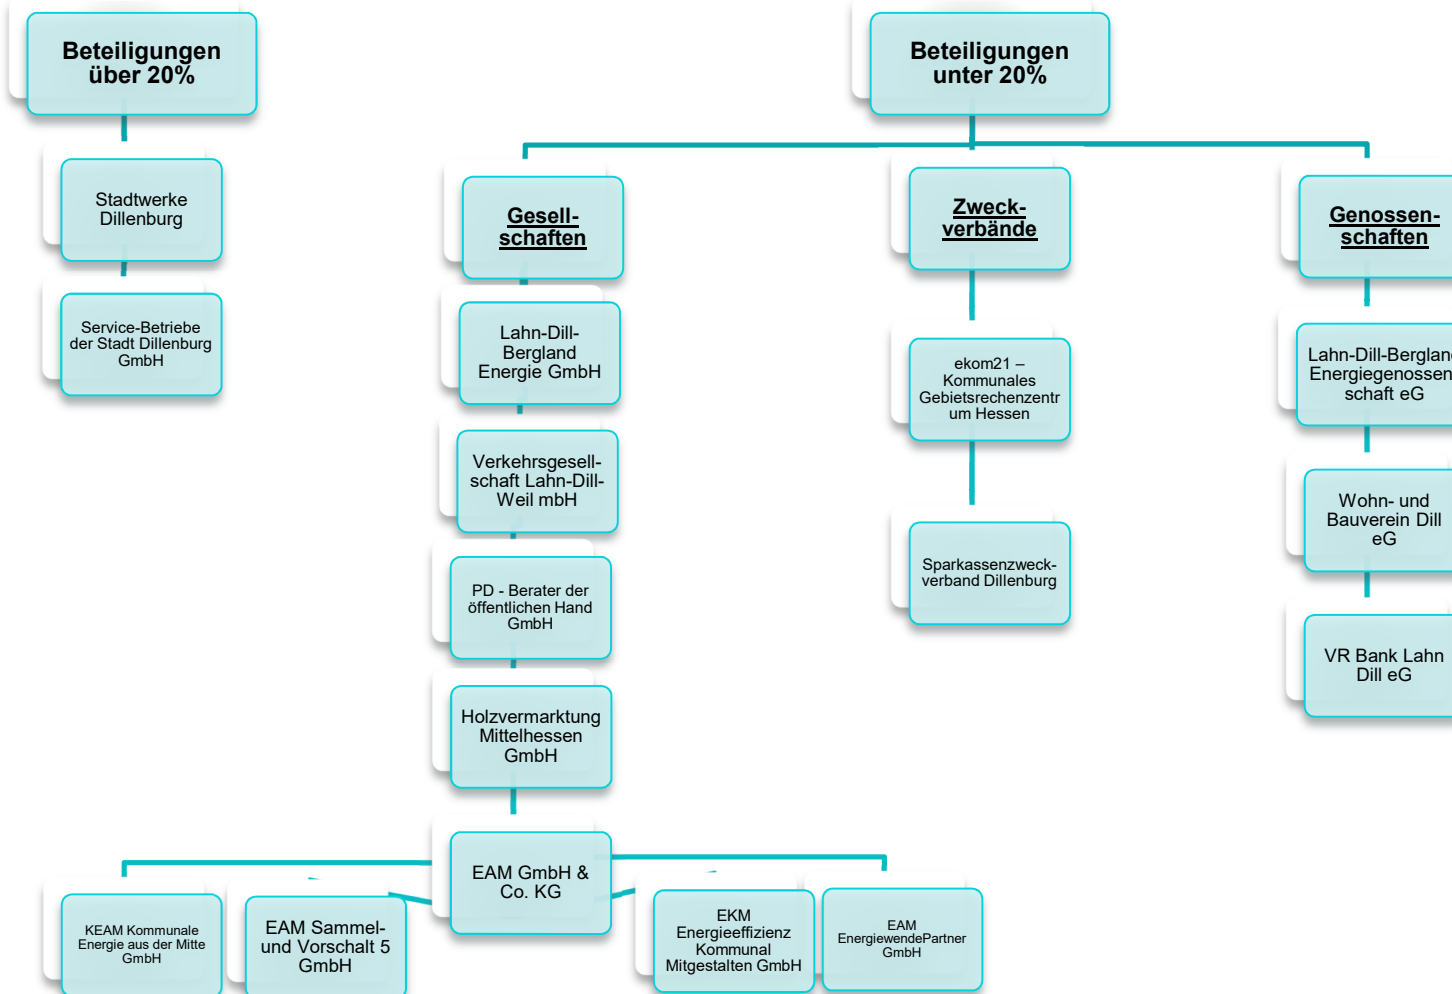 Beteiligungen
über 20%
Stadtwerke
Dillenburg
Service-Betriebe
der Stadt Dillenburg
GmbH
Beteiligungen
unter 20%
Gesell-
schaften
Lahn-Dill-
Bergland
Energie GmbH
Verkehrsgesell-
schaft Lahn-Dill-
Weil mbH
PD - Berater der
öffentlichen Hand
GmbH
Holzvermarktung
Mittelhessen
GmbH
EAM GmbH &
Co. KG
KEAM Kommunale
Energie aus der Mitte
GmbH
EAM Sammel-
und Vorschalt 5
GmbH
EKM
Energieeffizienz
Kommunal
Mitgestalten GmbH
EAM
EnergiewendePartner
GmbH
Zweck-
verbände
ekom21 –
Kommunales
Gebietsrechenzentr
um Hessen
Sparkassenzweck-
verband Dillenburg
Genossen-
schaften
Lahn-Dill-Bergland
Energiegenossen
schaft eG
Wohn- und
Bauverein Dill
eG
VR Bank Lahn
Dill eG